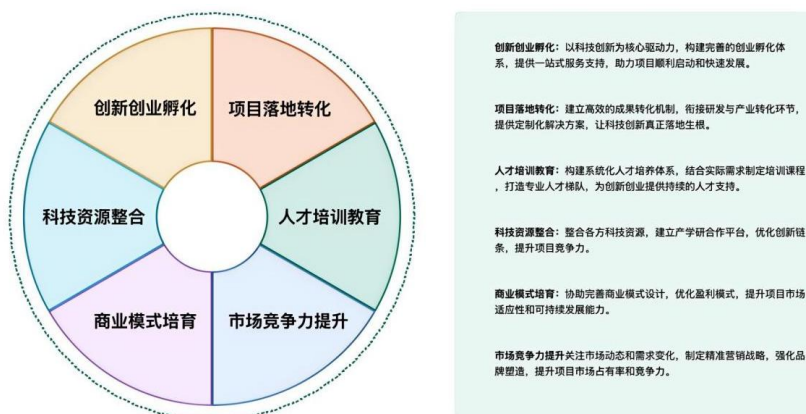 创新创业孵化
项目落地转化
科技资源整合
人才培训教育
商业模式培育
市场竞争力提升
创新创业孵化：以科技创新为核心驱动力，构建完善的创业孵化体
系，提供一站式服务支持，助力项目顺利启动和快速发展。
项目落地转化：建立高效的成果转化机制，衔接研发与产业转化环节，
提供定制化解决方案，让科技创新真正落地生根。
人才培训教育：构建系统化人才培养体系，结合实际需求制定培训课程
，打造专业人才梯队，为创新创业提供持续的人才支持。
科技资源整合：整合各方科技资源，建立产学研合作平台，优化创新链
条，提升项目竞争力。
商业模式培育：协助完善商业模式设计，优化盈利模式，提升项目市场
适应性和可持续发展能力。
市场竞争力提升关注市场动态和需求变化，制定精准营销战略，强化品
牌塑造，提升项目市场占有率和竞争力。